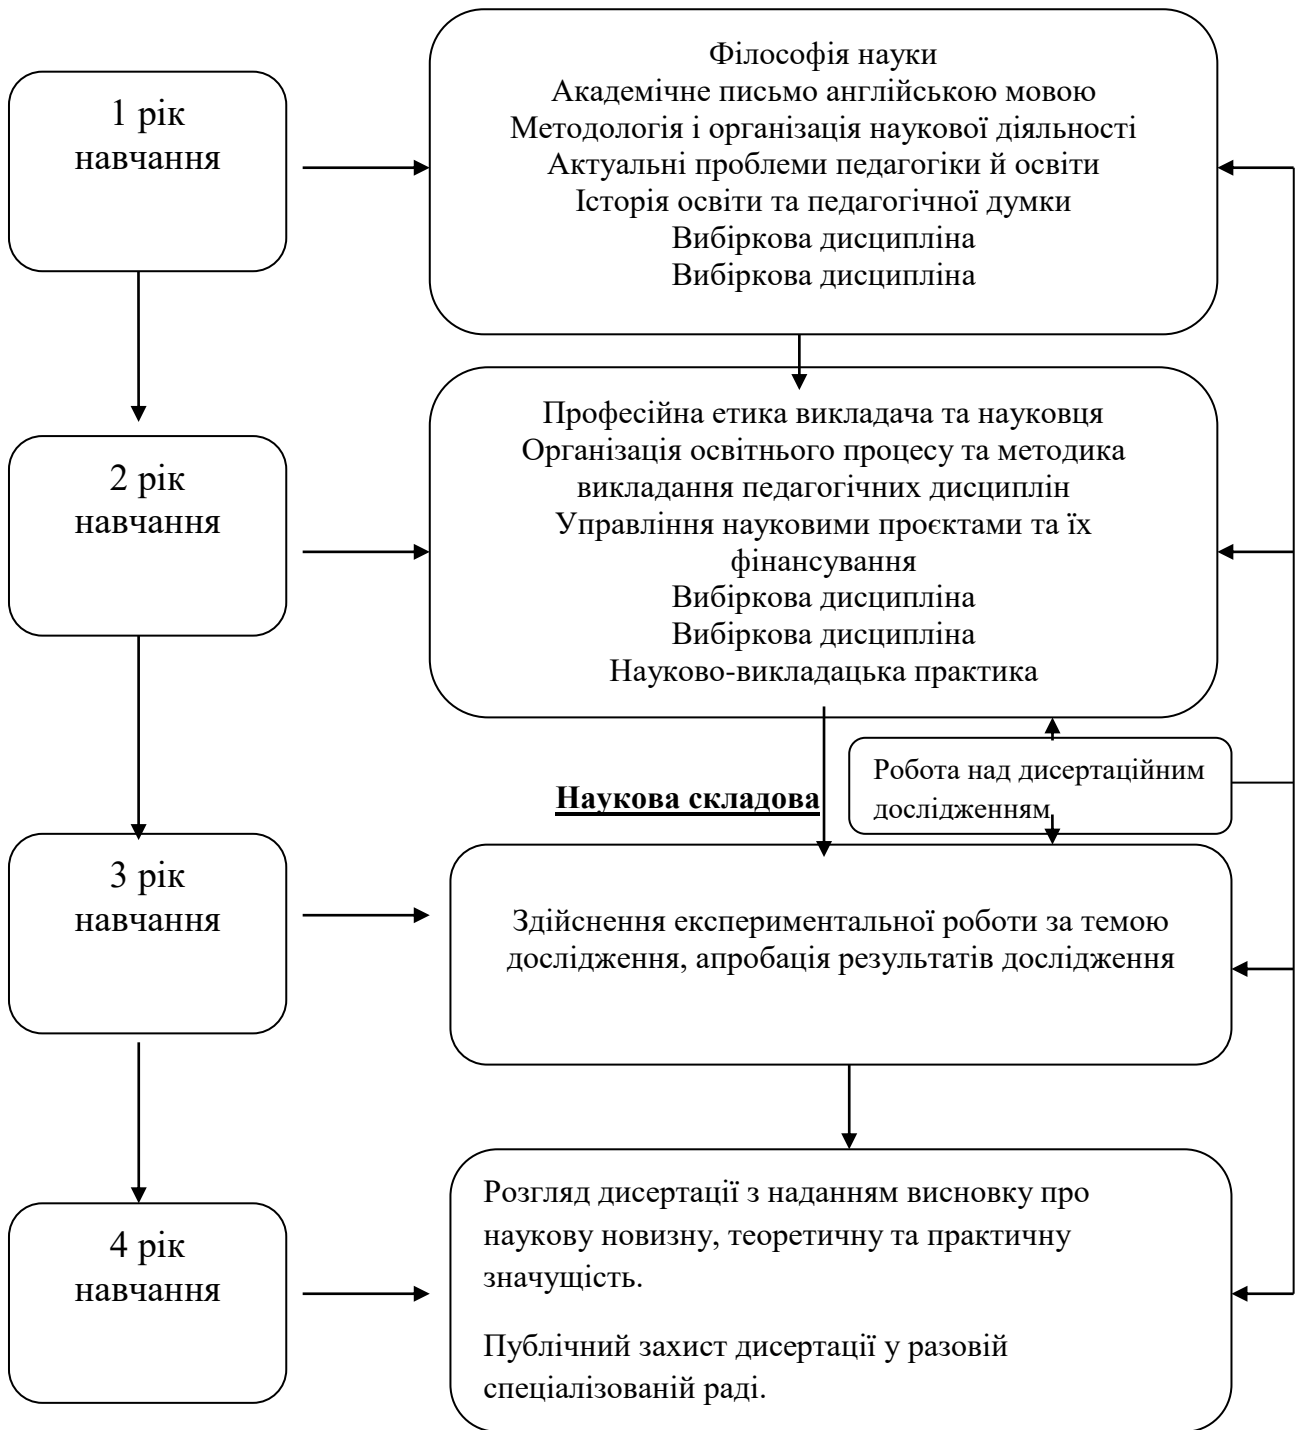 1 рік
навчання
Філософія науки
Академічне письмо англійською мовою
Методологія і організація наукової діяльності
Актуальні проблеми педагогіки й освіти
Історія освіти та педагогічної думки
Вибіркова дисципліна
Вибіркова дисципліна
2 рік
навчання
Професійна етика викладача та науковця
Організація освітнього процесу та методика
викладання педагогічних дисциплін
Управління науковими проєктами та їх
фінансування
Вибіркова дисципліна
Вибіркова дисципліна
Науково-викладацька практика
Наукова складова
Робота над дисертаційним
дослідженням
3 рік
навчання
Здійснення експериментальної роботи за темою
дослідження, апробація результатів дослідження
4 рік
навчання
Розгляд дисертації з наданням висновку про
наукову новизну, теоретичну та практичну
значущість.
Публічний захист дисертації у разовій
спеціалізованій раді.